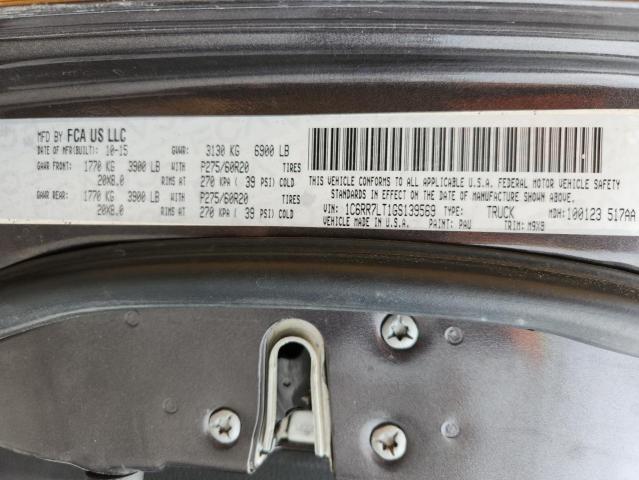 MFD BY FCA US LLC
DATE OF MFR(BUILT): 10-15 GVWR: 3130 KG 6900 LB
GAWR FRONT: 1770 KG 3900 LB WITH P275/60R20 TIRES
20X8.0 RIMS AT 270 KPA ( 39 PSI) COLD
GAWR REAR: 1770 KG 3900 LB WITH P275/60R20 TIRES
20X8.0 RIMS AT 270 KPA ( 39 PSI) COLD
THIS VEHICLE CONFORMS TO ALL APPLICABLE U.S.A. FEDERAL MOTOR VEHICLE SAFETY
STANDARDS IN EFFECT ON THE DATE OF MANUFACTURE SHOWN ABOVE.
VIN: 1C6RR7LT1GS139569 TYPE: TRUCK MDH: 100123 517AA
VEHICLE MADE IN U.S.A. PAINT: PAU TRIM: M9X8